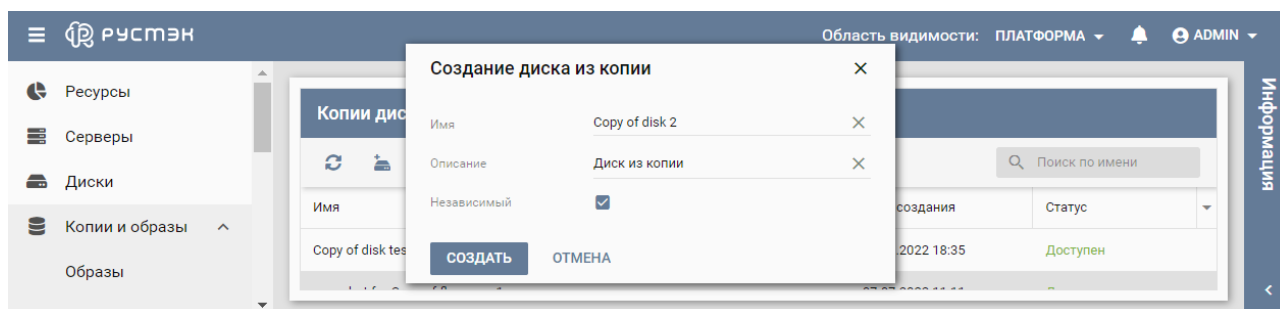 РУСТЭК
Область видимости: ПЛАТФОРМА
ADMIN
Ресурсы
Серверы
Диски
Копии и образы
Образы
Создание диска из копии
Имя Copy of disk 2
Описание Диск из копии
Независимый
СОЗДАТЬ ОТМЕНА
Копии дис
Поиск по имени
Имя создания Статус
Copy of disk tes .2022 18:35 Доступен
Информация